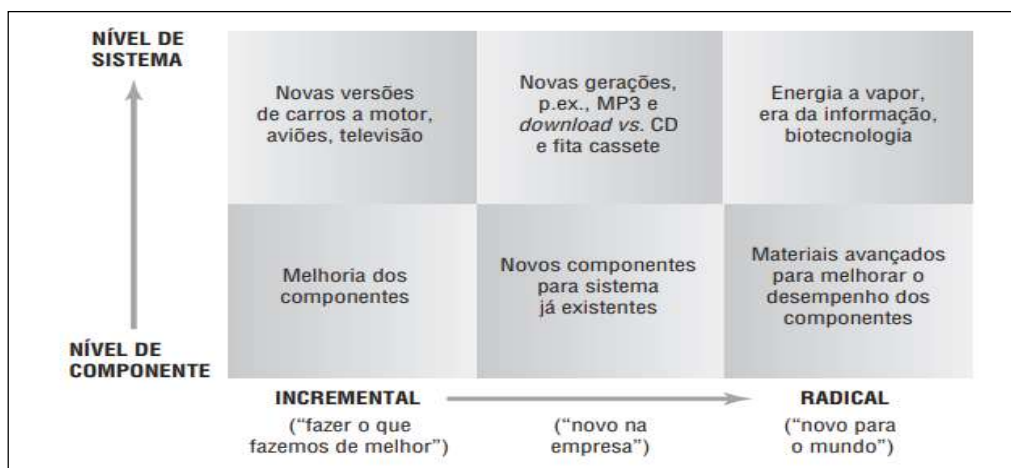 NÍVEL DE
SISTEMA
Novas versões
de carros a motor,
aviões, televisão
Novas gerações,
p.ex., MP3 e
download vs. CD
e fita cassete
Energia a vapor,
era da informação,
biotecnologia
Melhoria dos
componentes
Novos componentes
para sistema
já existentes
Materiais avançados
para melhorar o
desempenho dos
componentes
NÍVEL DE
COMPONENTE
INCREMENTAL
("fazer o que
fazemos de melhor")
("novo na
empresa")
RADICAL
("novo para
o mundo")